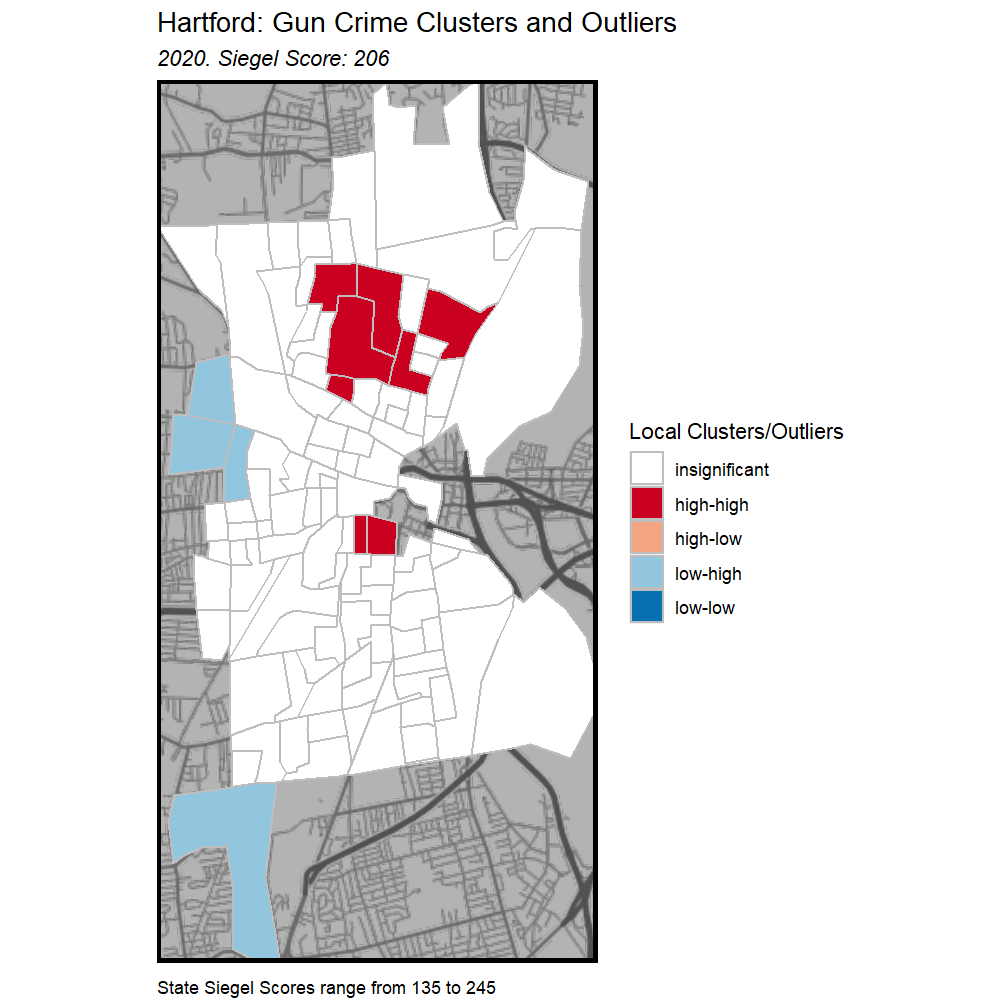 Hartford: Gun Crime Clusters and Outliers
2020. Siegel Score: 206
Local Clusters/Outliers
insignificant
high-high
high-low
low-high
low-low
State Siegel Scores range from 135 to 245